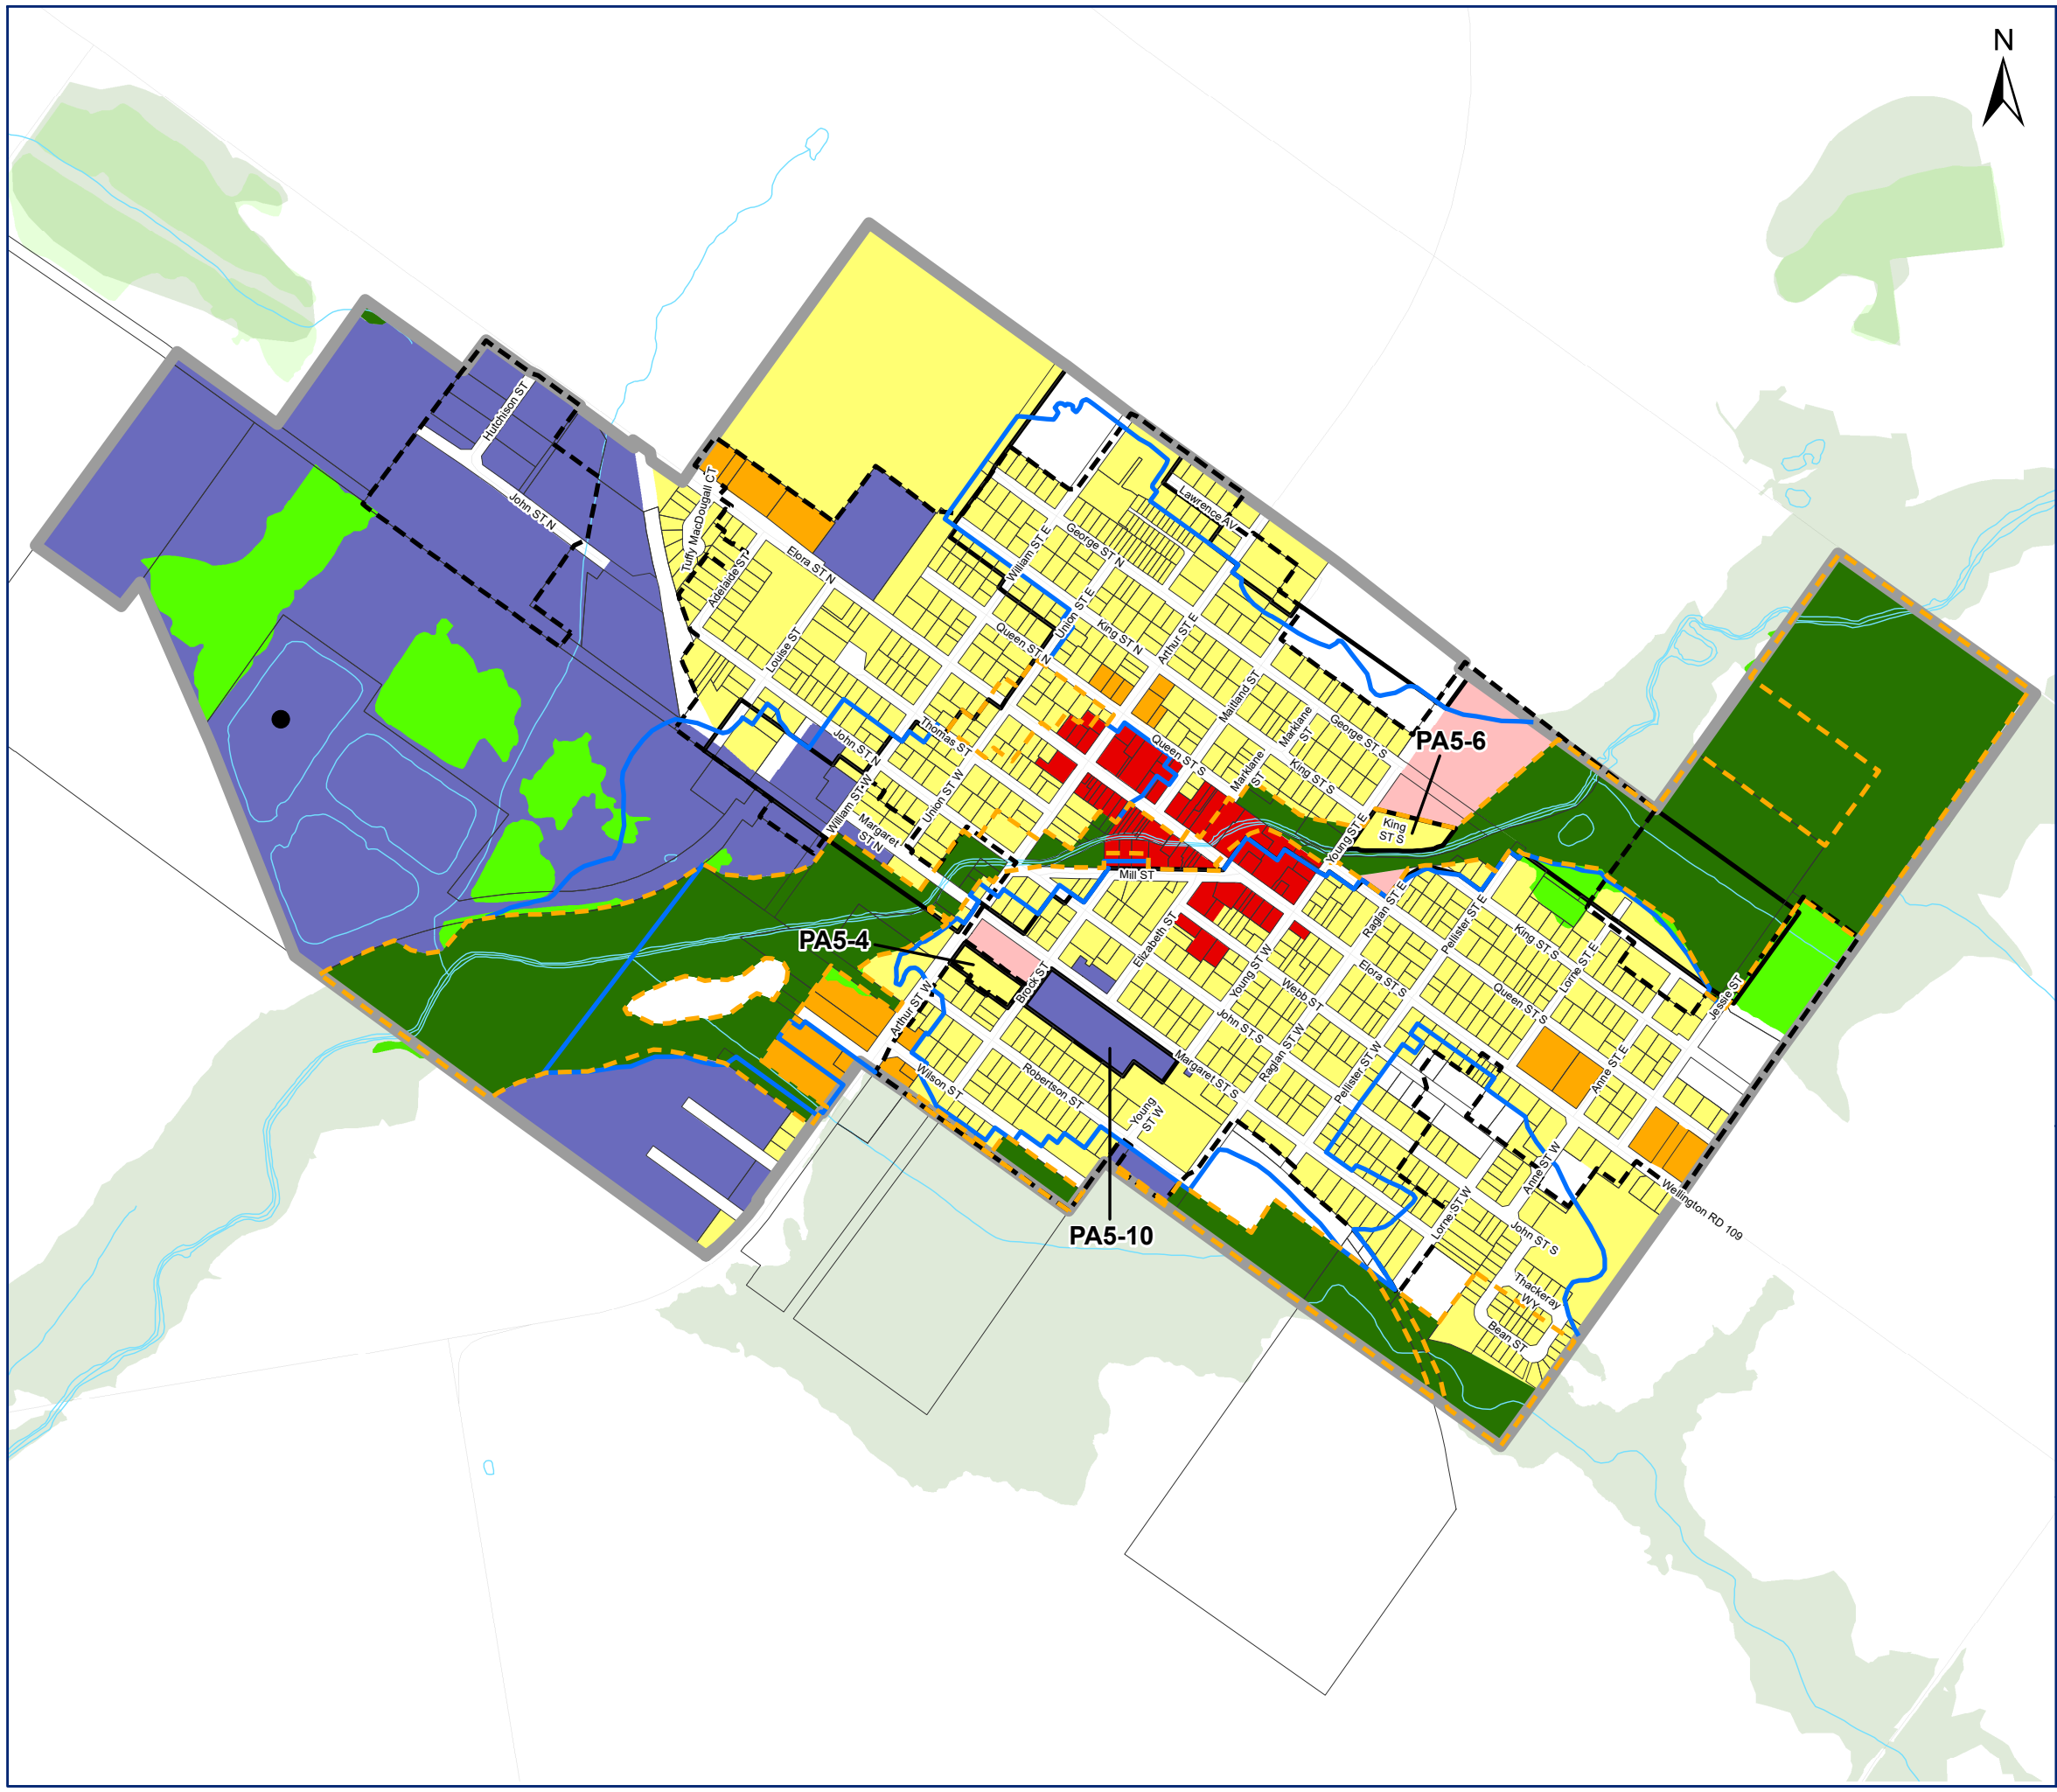 N
Hutchison ST
John ST N
Tuffy MacDougall CT
Adelaide ST
Elora ST N
Lawrence AV
George ST N
William ST E
Union ST E
King ST N
Queen ST N
Arthur ST E
Louise ST
Maitland ST
Marklane
ST
George ST S
PA5-6
Thomas ST
John ST N
Queen ST S
Marklane
ST
King ST S
Union ST W
William ST W
Margaret
ST N
Young ST E
King
ST S
Mill ST
Raglan ST E
Pellister ST E
King ST S
Lorne ST E
PA5-4
Elizabeth ST
Young ST W
Elora ST S
Webb ST
Queen ST S
Jessie ST
Brock ST
Arthur ST W
John ST S
Raglan ST W
Margaret ST S
Pellister ST W
Anne ST E
Wilson ST
Robertson ST
Young
ST W
Anne ST W
Wellington RD 109
Lorne ST W
John ST S
PA5-10
Thackeray
WY
Bean ST